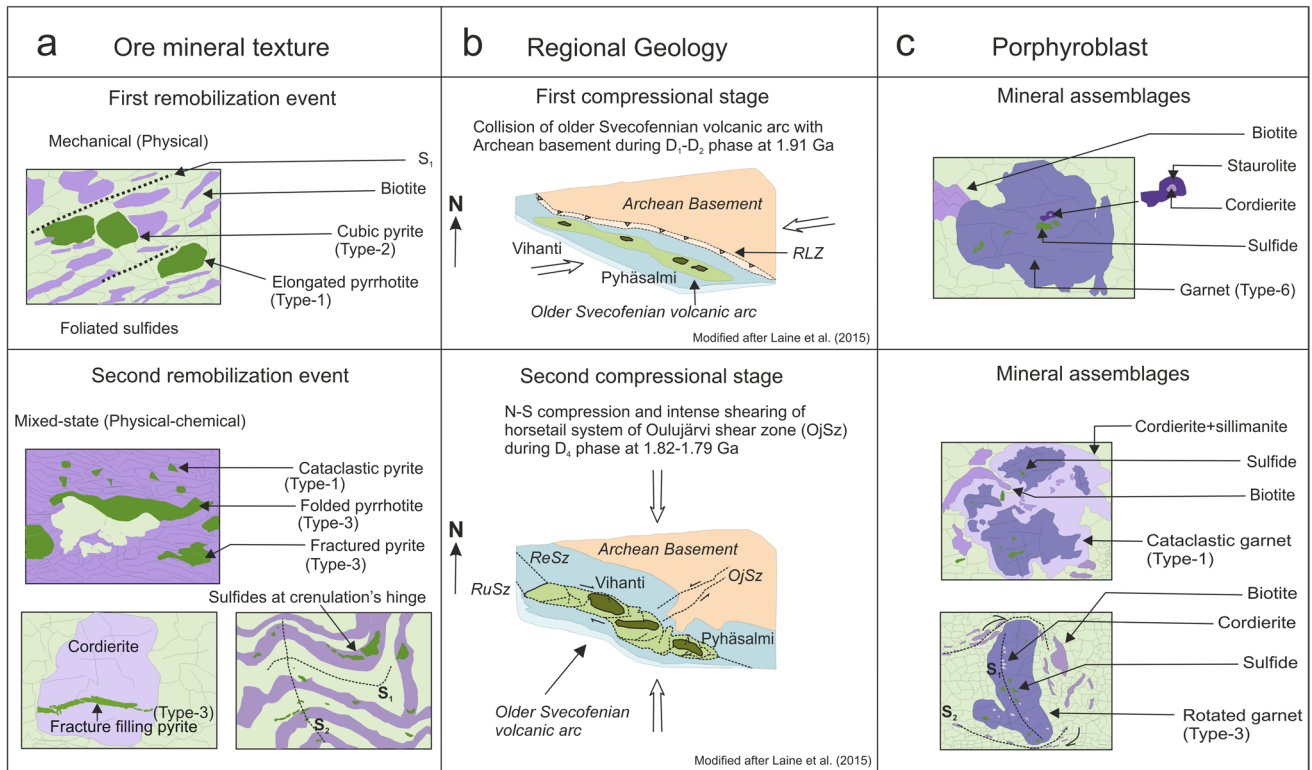 a
Ore mineral texture
First remobilization event
Mechanical (Physical)
S1
Biotite
Cubic pyrite
(Type-2)
Elongated pyrrhotite
(Type-1)
Foliated sulfides
b
Regional Geology
First compressional stage
Collision of older Svecofennian volcanic arc with
Archean basement during D1-D2 phase at 1.91 Ga
N
Archean Basement
Vihanti
RLZ
Pyhäsalmi
Older Svecofenian volcanic arc
Modified after Laine et al. (2015)
c
Porphyroblast
Mineral assemblages
Biotite
Staurolite
Cordierite
Sulfide
Garnet (Type-6)
Second remobilization event
Mixed-state (Physical-chemical)
Cataclastic pyrite
(Type-1)
Folded pyrrhotite
(Type-3)
Fractured pyrite
(Type-3)
Sulfides at crenulation's hinge
Cordierite
(Type-3)
Fracture filling pyrite
S1
S2
Second compressional stage
N-S compression and intense shearing of
horsetail system of Oulujärvi shear zone (OjSz)
during D4 phase at 1.82-1.79 Ga
N
ReSz
Archean Basement
RuSz
Vihanti
OjSz
Pyhäsalmi
Older Svecofenian
volcanic arc
Modified after Laine et al. (2015)
Mineral assemblages
Cordierite+sillimanite
Sulfide
Biotite
Cataclastic garnet
(Type-1)
Biotite
Cordierite
Sulfide
S1
S2
Rotated garnet
(Type-3)